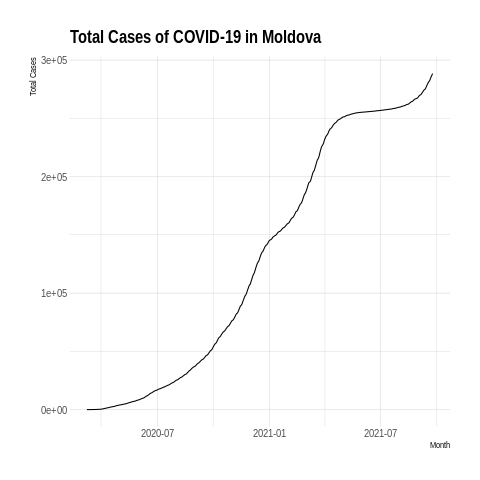 Total Cases of COVID-19 in Moldova
Total Cases
3e+05
2e+05
1e+05
0e+00
2020-07 2021-01 2021-07
Month